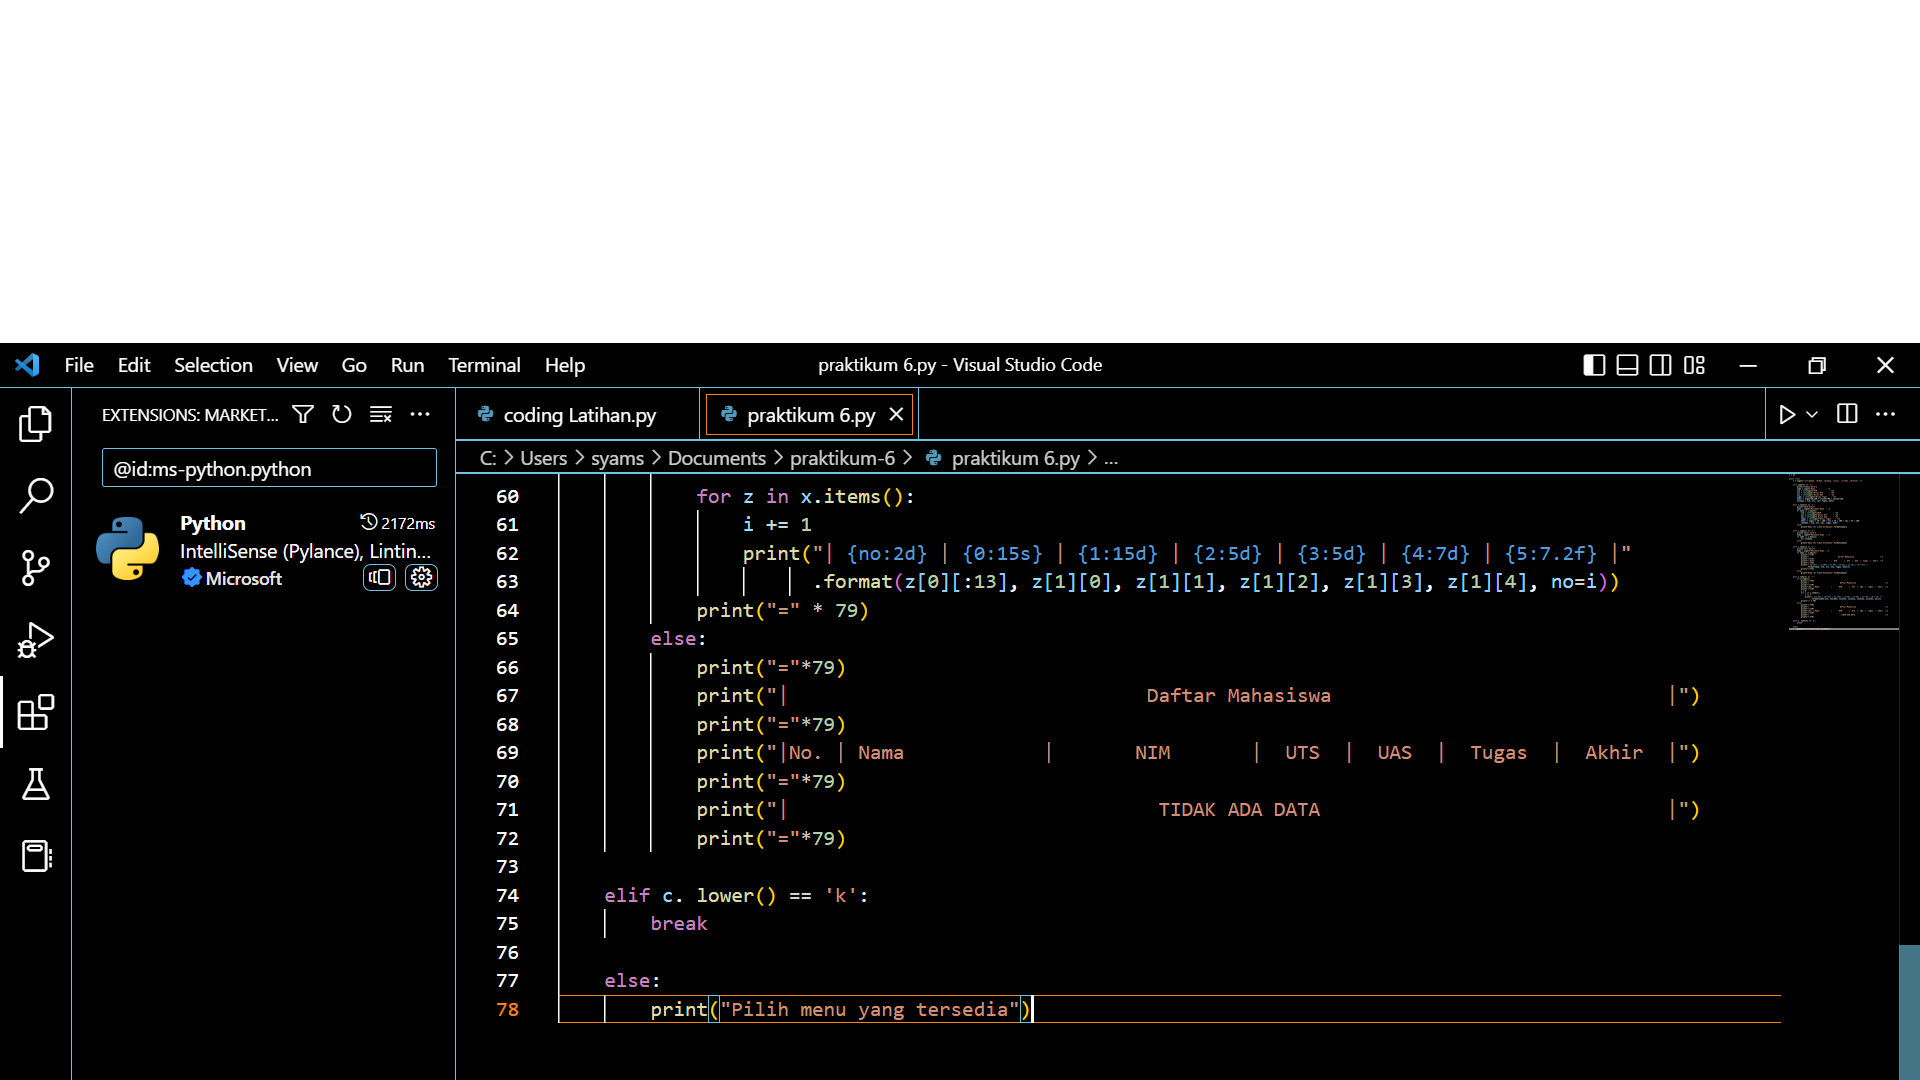 File Edit Selection View Go Run Terminal Help praktikum 6.py - Visual Studio Code
EXTENSIONS: MARKET...
coding Latihan.py praktikum 6.py
@id:ms-python.python
C: > Users > syams > Documents > praktikum-6 > praktikum 6.py > ...
Python 2172ms
IntelliSense (Pylance), Lintin...
Microsoft
60 for z in x.items():
61 i += 1
62 print("| {no:2d} | {0:15s} | {1:15d} | {2:5d} | {3:5d} | {4:7d} | {5:7.2f} |"
63 .format(z[0][:13], z[1][0], z[1][1], z[1][2], z[1][3], z[1][4], no=i))
64 print("=" * 79)
65 else:
66 print("="*79)
67 print("| Daftar Mahasiswa |")
68 print("="*79)
69 print("|No. | Nama | NIM | UTS | UAS | Tugas | Akhir |")
70 print("="*79)
71 print("| TIDAK ADA DATA |")
72 print("="*79)
73
74 elif c. lower() == 'k':
75 break
76
77 else:
78 print("Pilih menu yang tersedia")